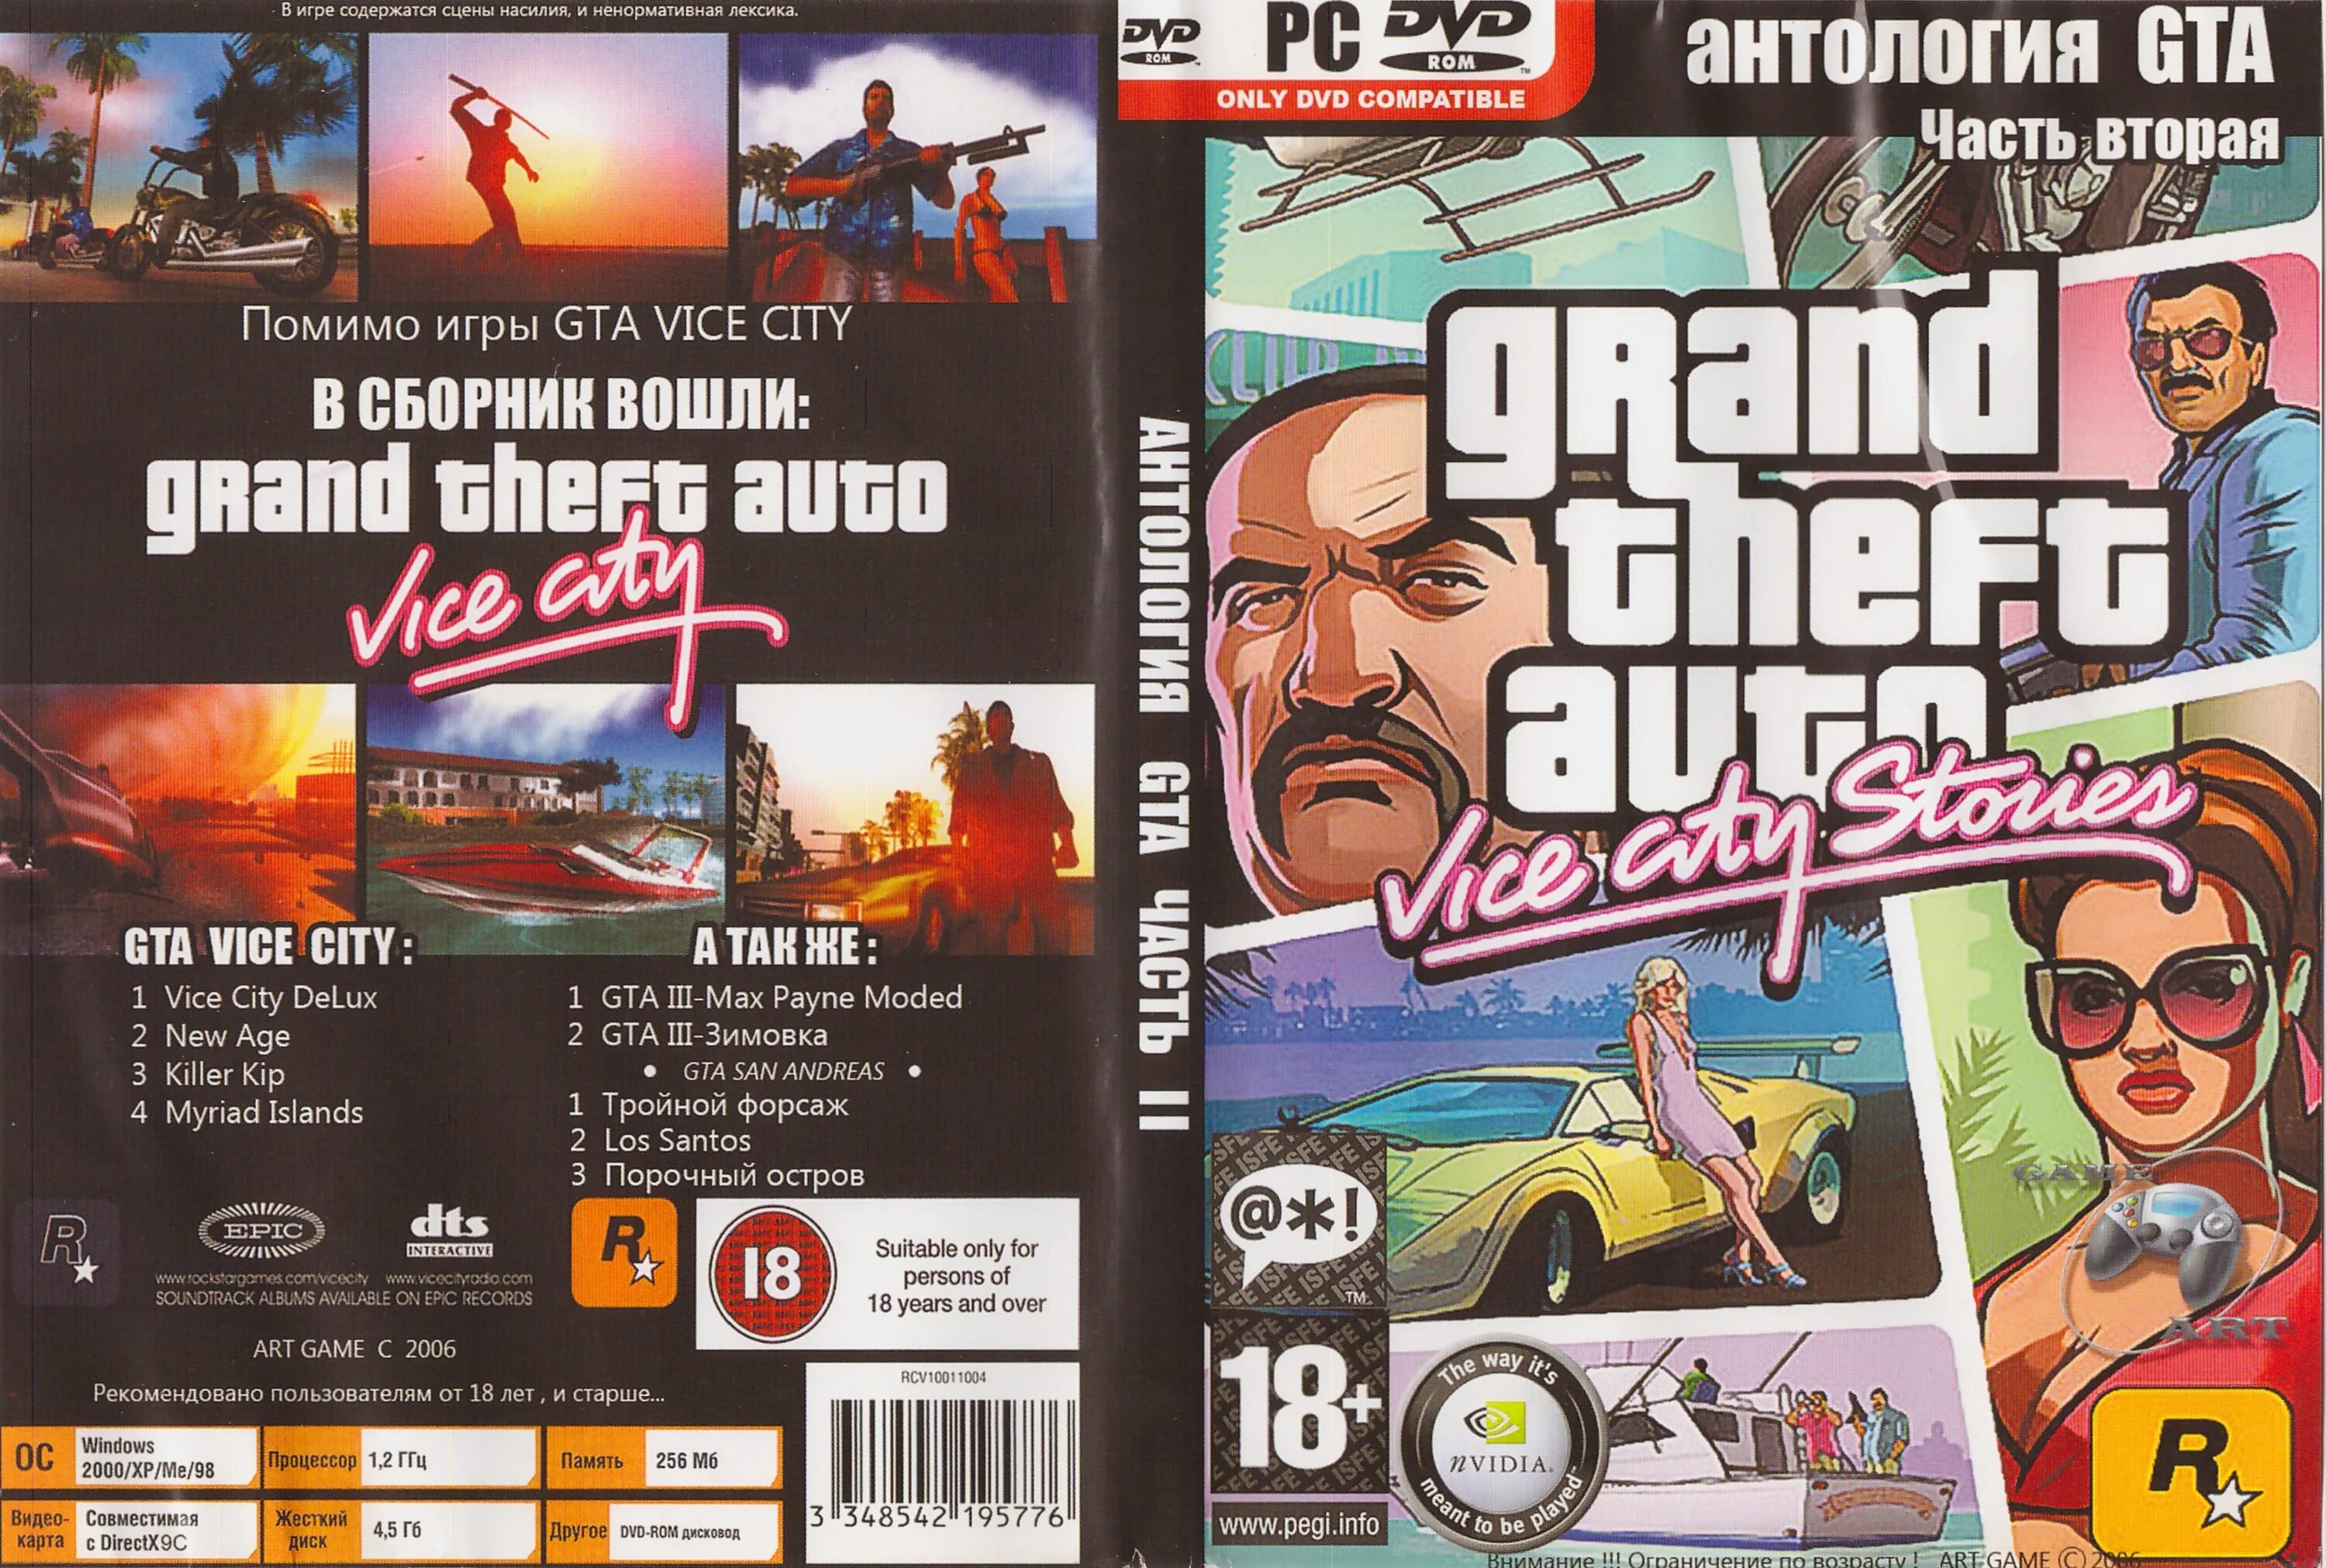 В игре содержатся сцены насилия, и ненормативная лексика.
Помимо игры GTA VICE CITY
В СБОРНИК ВОШЛИ:
grand theft auto
Vice City
GTA VICE CITY:
1 Vice City DeLux
2 New Age
3 Killer Kip
4 Myriad Islands
А ТАК ЖЕ:
1 GTA III-Max Payne Moded
2 GTA III-Зимовка
• GTA SAN ANDREAS •
1 Тройной форсаж
2 Los Santos
3 Порочный остров
R
EPIC
dts
INTERACTIVE
www.rockstargames.com/vicecity www.vicecityradio.com
SOUNDTRACK ALBUMS AVAILABLE ON EPIC RECORDS
R
18
Suitable only for
persons of
18 years and over
ART GAME C 2006
Рекомендовано пользователям от 18 лет , и старше...
RCV10011004
3 348542 195776
ОС
Windows
2000/XP/Me/98
Процессор
1,2 ГГц
Память
256 Мб
Видео-
карта
Совместимая
с DirectX9C
Жесткий
диск
4,5 Гб
Другое
DVD-ROM дисковод
АНТОЛОГИЯ GTA ЧАСТЬ II
DVD
ROM
PC DVD
ROM
ONLY DVD COMPATIBLE
антология GTA
Часть вторая
grand
theft
auto
Vice City Stories
@*!
TM
18+
www.pegi.info
The way it's
nVIDIA.
meant to be played
GAME
ART
R
Внимание !!! Ограничение по возрасту ! ART GAME © 2006